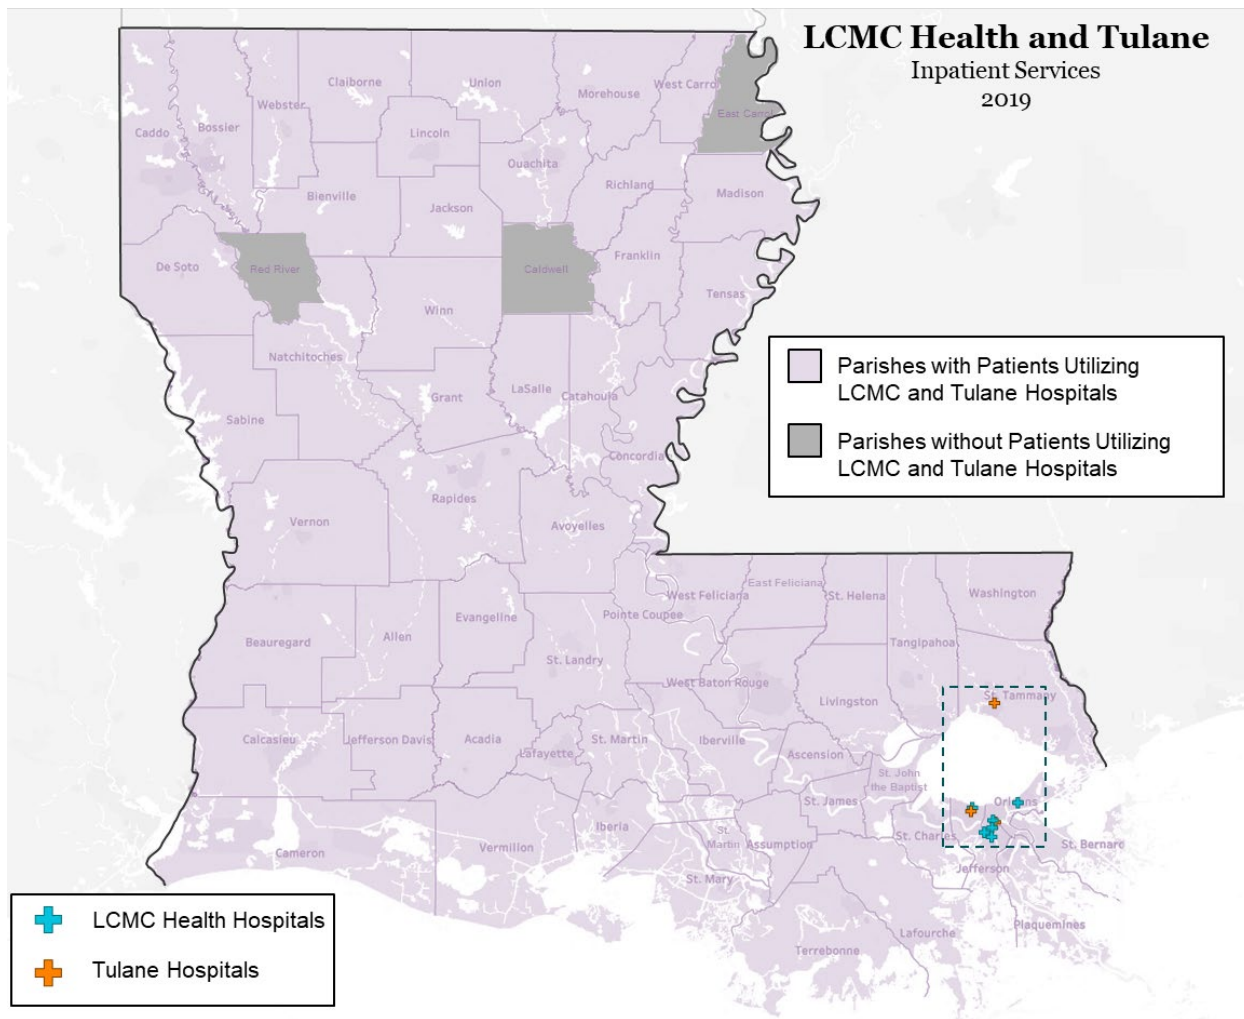 LCMC Health and Tulane
Inpatient Services
2019
Claiborne
Union
Morehouse
West Carro
Webster
East Carrol
Caddo
Bossier
Lincoln
Ouachita
Richland
Madison
Bienville
Jackson
De Soto
Red River
Caldwell
Franklin
Tensas
Winn
Natchitoches
Parishes with Patients Utilizing
LCMC and Tulane Hospitals
Grant
LaSalle
Catahoula
Sabine
Parishes without Patients Utilizing
LCMC and Tulane Hospitals
Concordia
Rapides
Vernon
Avoyelles
East Feliciana
West Feliciana
St. Helena
Washington
Evangeline
Pointe Coupee
Beauregard
Allen
Tangipahoa
St. Landry
West Baton Rouge
Livingston
St. Tammany
Calcasieu
Jefferson Davis
Acadia
Lafayette
St. Martin
Iberville
Ascension
St. John
the Baptist
St. James
Orleans
Iberia
St. Charles
St.
Martin
Assumption
St. Bernard
Cameron
Vermilion
Jefferson
St. Mary
LCMC Health Hospitals
Plaquemines
Lafourche
Terrebonne
Tulane Hospitals